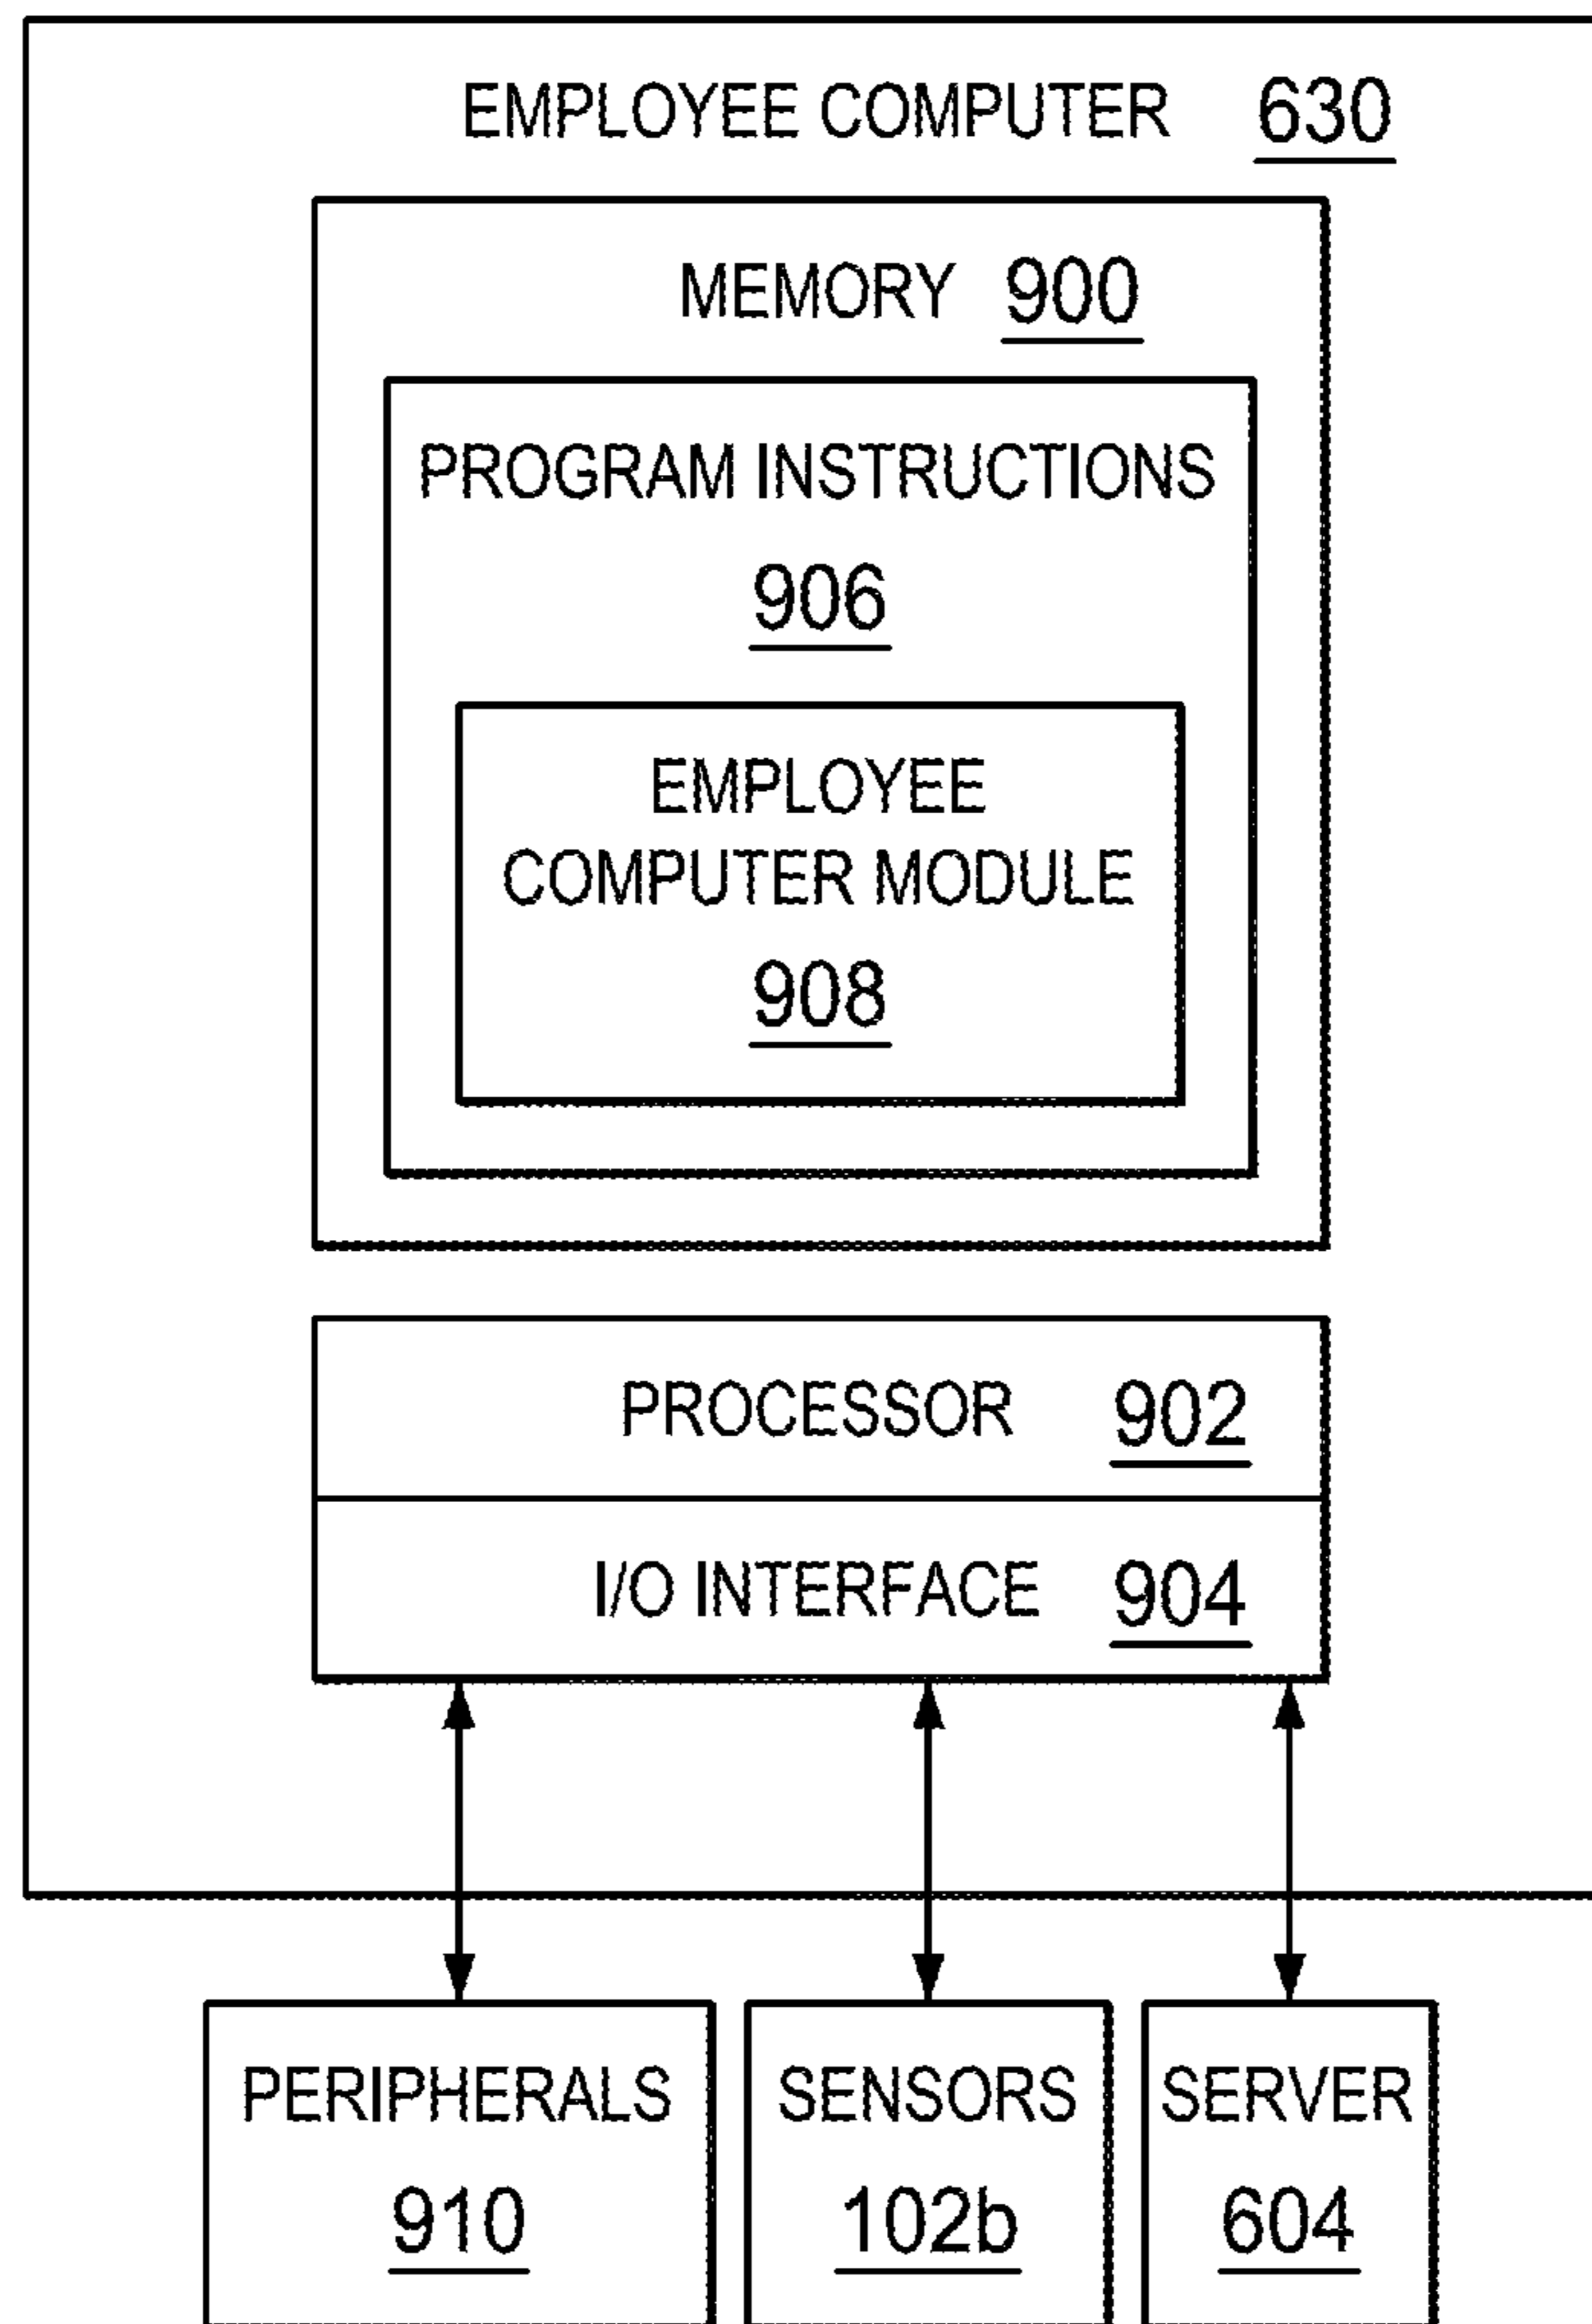 EMPLOYEE COMPUTER 630
MEMORY 900
PROGRAM INSTRUCTIONS
906
EMPLOYEE
COMPUTER MODULE
908
PROCESSOR 902
I/O INTERFACE 904
PERIPHERALS
910
SENSORS
102b
SERVER
604